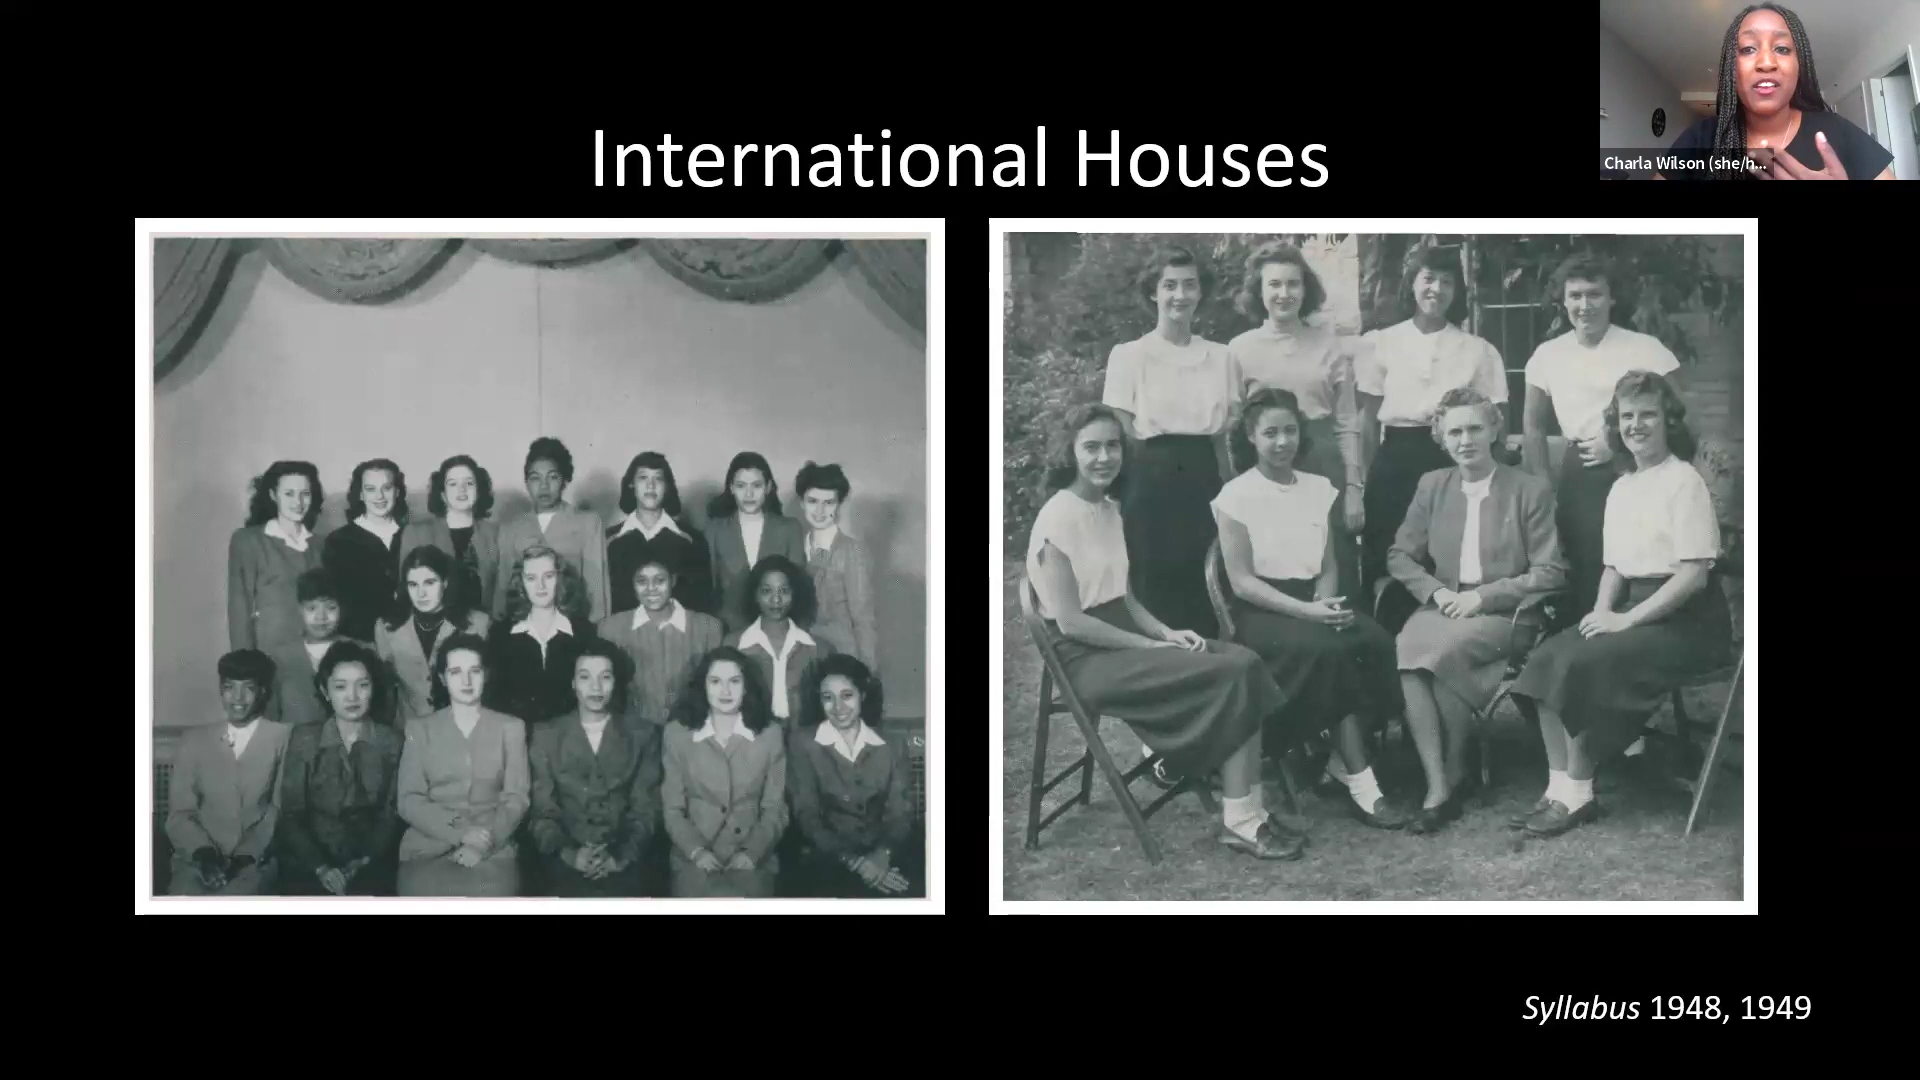 International Houses
Charla Wilson (she/h...
Syllabus 1948, 1949